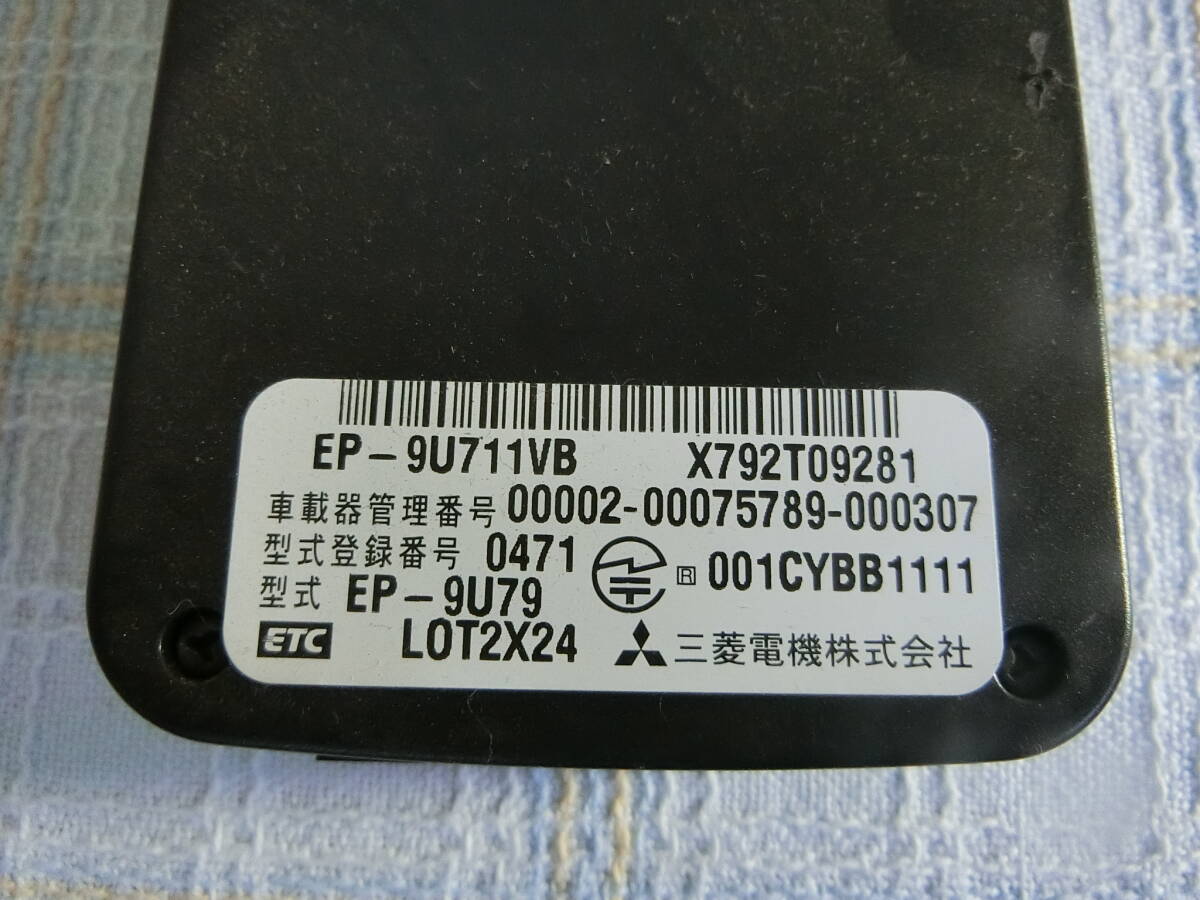 EP-9U711VB X792T09281
車載器管理番号 00002-00075789-000307
型式登録番号 0471 R 001CYBB1111
型式 EP-9U79
ETC LOT2X24 三菱電機株式会社